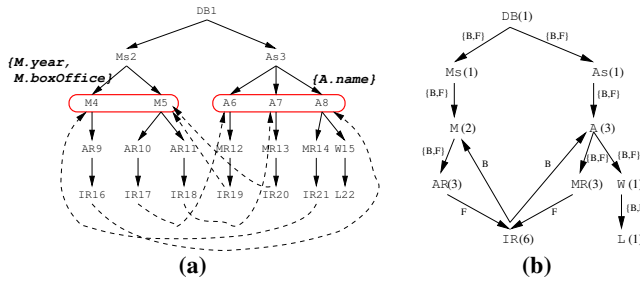 DB1
Ms2 As3
{M.year,
M.boxOffice}
{A.name}
M4 M5 A6 A7 A8
AR9 AR10 AR11 MR12 MR13 MR14 W15
IR16 IR17 IR18 IR19 IR20 IR21 L22
(a)
DB(1)
{B,F} {B,F}
Ms(1) As(1)
{B,F} {B,F}
M(2) A(3)
{B,F} B B {B,F} {B,F}
AR(3) MR(3) W(1)
F F {B,F}
IR(6) L(1)
(b)